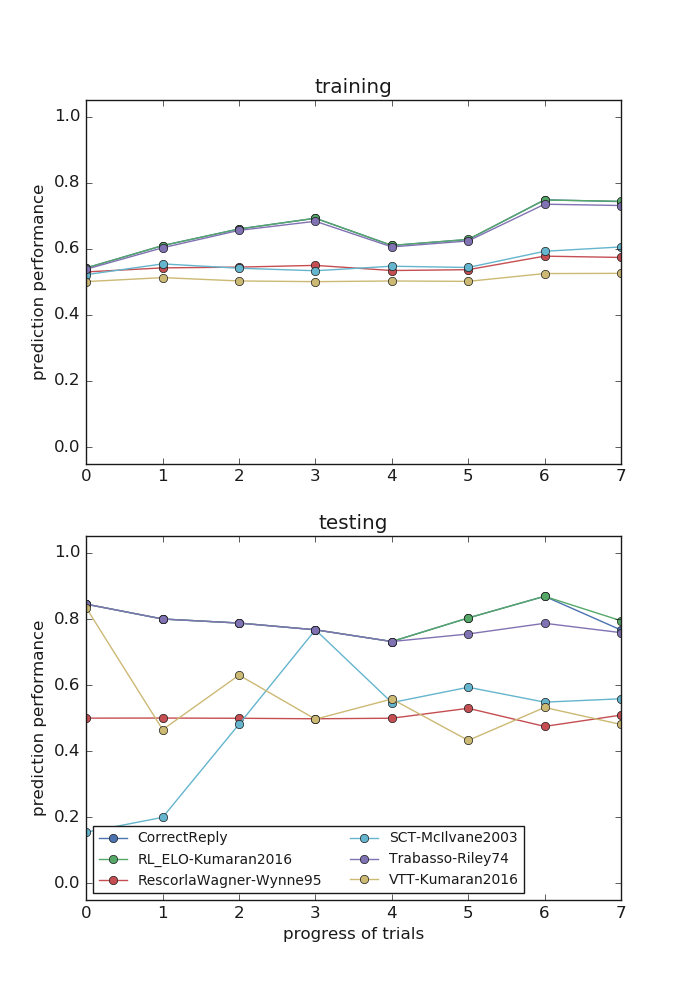 training
prediction performance
1.0
0.8
0.6
0.4
0.2
0.0
0 1 2 3 4 5 6 7
testing
prediction performance
1.0
0.8
0.6
0.4
0.2
0.0
CorrectReply
RL_ELO-Kumaran2016
RescorlaWagner-Wynne95
SCT-McIlvane2003
Trabasso-Riley74
VTT-Kumaran2016
0 1 2 3 4 5 6 7
progress of trials